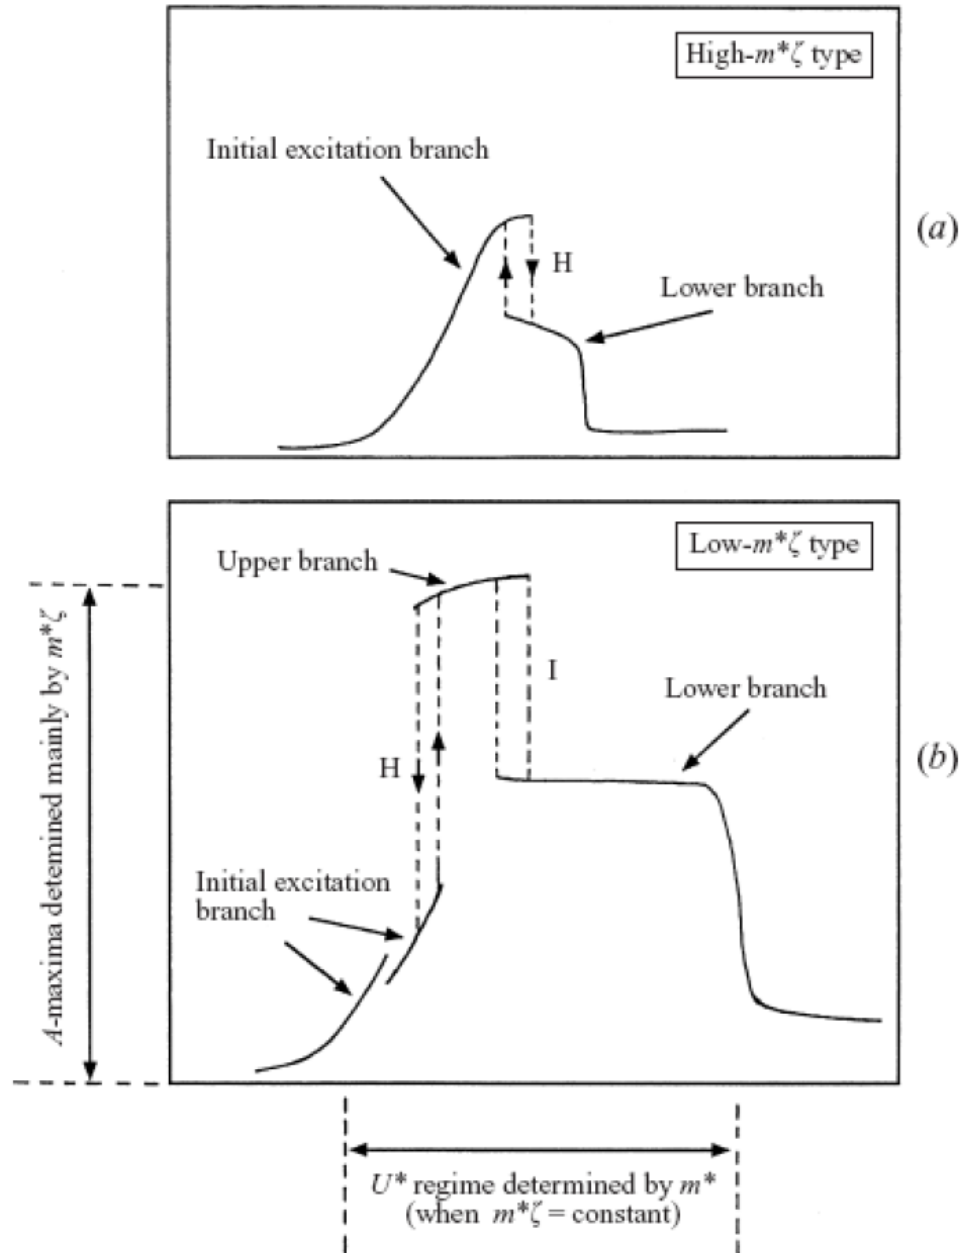 High-m*ζ type
Initial excitation branch
(a)
H
Lower branch
Low-m*ζ type
Upper branch
A-maxima detemined mainly by m*ζ
I
Lower branch
(b)
H
Initial excitation
branch
U* regime determined by m*
(when m*ζ = constant)